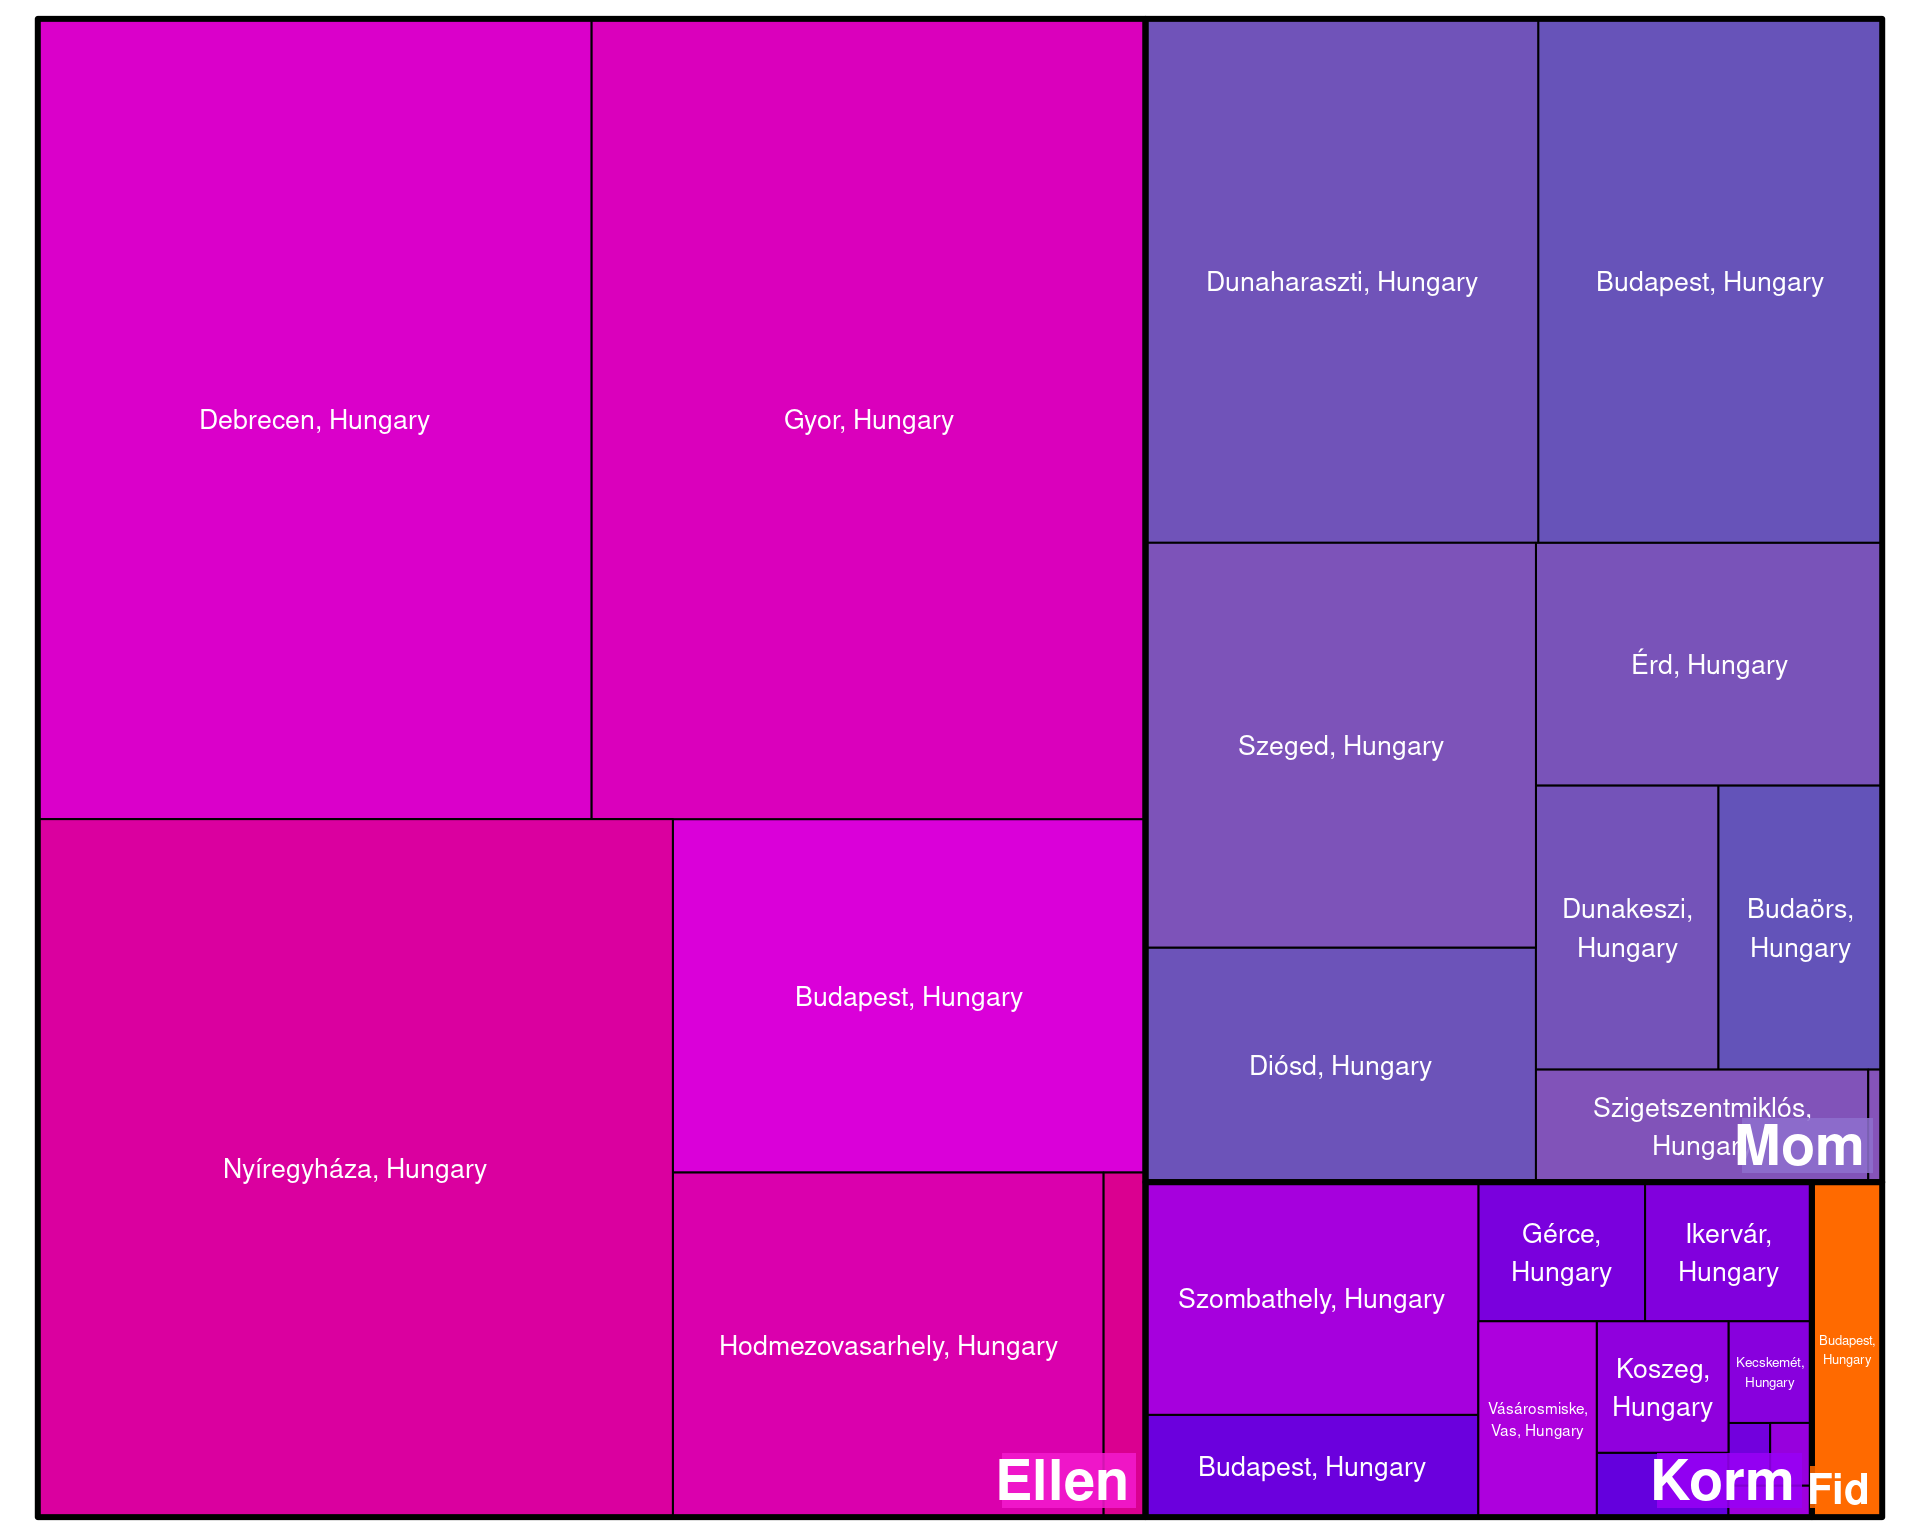 Debrecen, Hungary
Gyor, Hungary
Nyíregyháza, Hungary
Budapest, Hungary
Hodmezovasarhely, Hungary
Ellen
Dunaharaszti, Hungary
Budapest, Hungary
Szeged, Hungary
Érd, Hungary
Dunakeszi,
Hungary
Budaörs,
Hungary
Diósd, Hungary
Szigetszentmiklós,
Hungary
Mom
Szombathely, Hungary
Budapest, Hungary
Gérce,
Hungary
Ikervár,
Hungary
Vásárosmiske,
Vas, Hungary
Koszeg,
Hungary
Kecskemét,
Hungary
Korm
Budapest,
Hungary
Fid